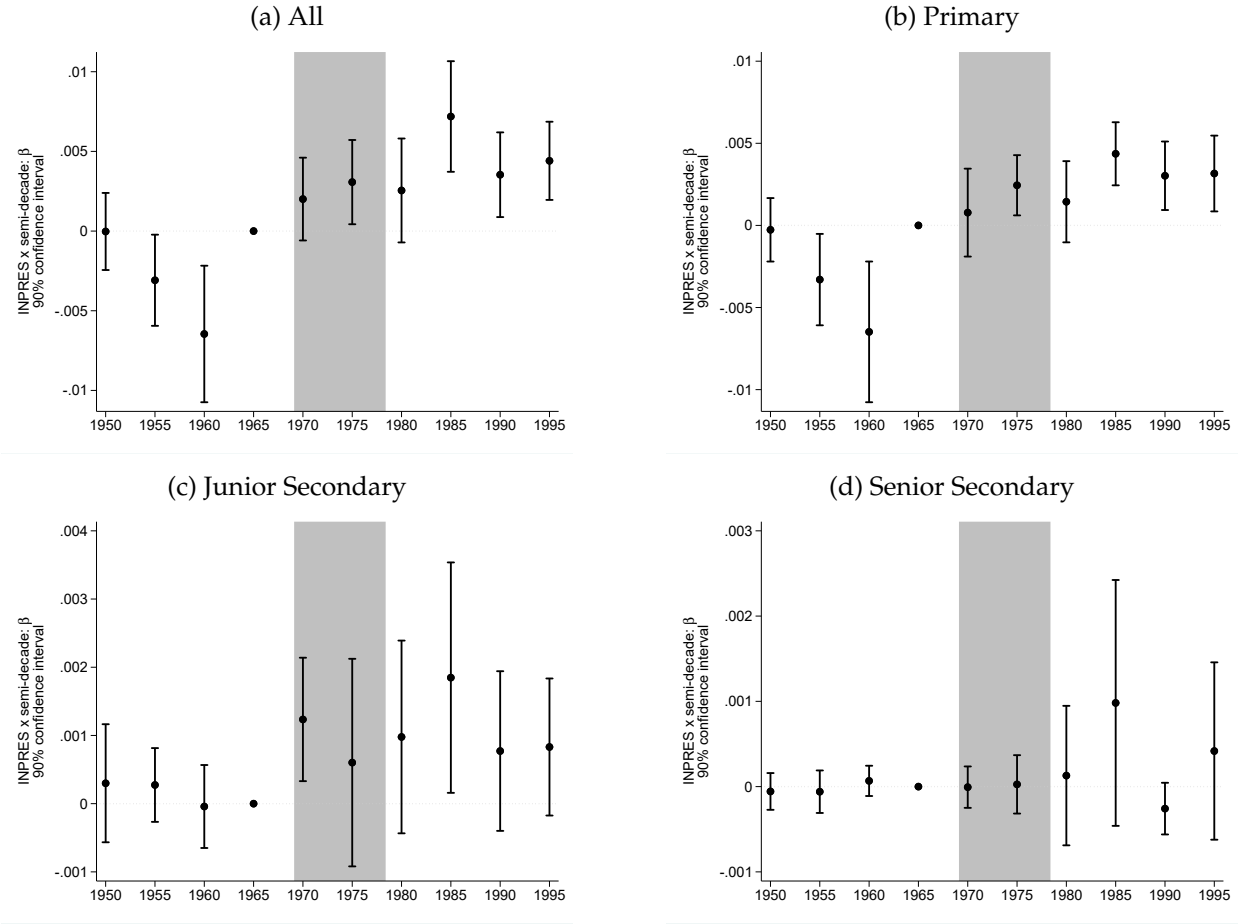 (a) All
INPRES x semi-decade: β
90% confidence interval
.01
.005
0
-.005
-.01
1950 1955 1960 1965 1970 1975 1980 1985 1990 1995
(b) Primary
INPRES x semi-decade: β
90% confidence interval
.01
.005
0
-.005
-.01
1950 1955 1960 1965 1970 1975 1980 1985 1990 1995
(c) Junior Secondary
INPRES x semi-decade: β
90% confidence interval
.004
.003
.002
.001
0
-.001
1950 1955 1960 1965 1970 1975 1980 1985 1990 1995
(d) Senior Secondary
INPRES x semi-decade: β
90% confidence interval
.003
.002
.001
0
-.001
1950 1955 1960 1965 1970 1975 1980 1985 1990 1995